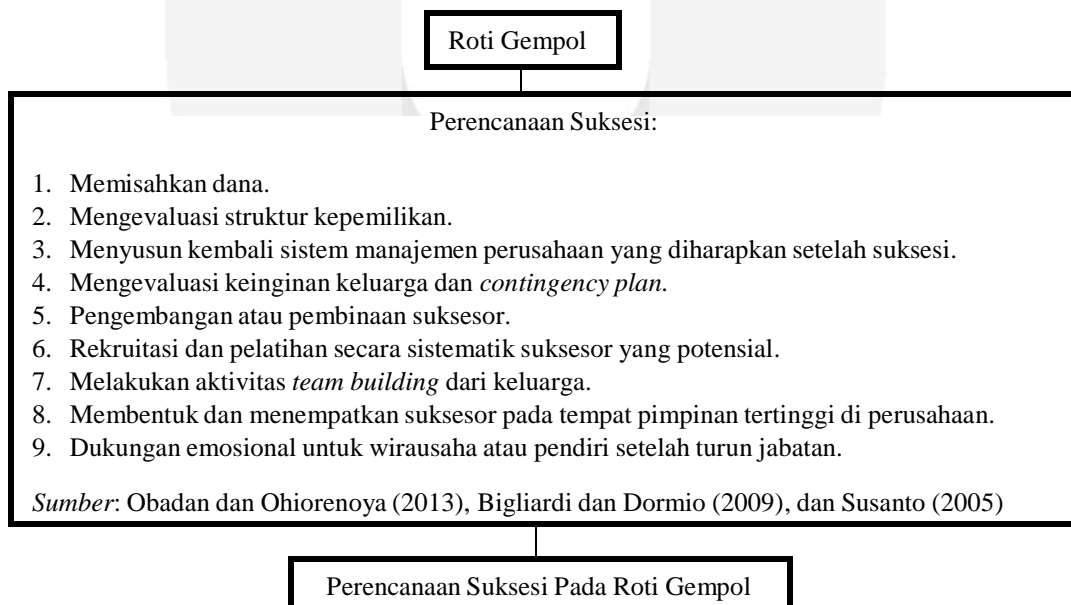 Roti Gempol
Perencanaan Suksesi:
1. Memisahkan dana.
2. Mengevaluasi struktur kepemilikan.
3. Menyusun kembali sistem manajemen perusahaan yang diharapkan setelah suksesi.
4. Mengevaluasi keinginan keluarga dan contingency plan.
5. Pengembangan atau pembinaan suksesor.
6. Rekruitasi dan pelatihan secara sistematik suksesor yang potensial.
7. Melakukan aktivitas team building dari keluarga.
8. Membentuk dan menempatkan suksesor pada tempat pimpinan tertinggi di perusahaan.
9. Dukungan emosional untuk wirausaha atau pendiri setelah turun jabatan.
Sumber: Obadan dan Ohiorenoya (2013), Bigliardi dan Dormio (2009), dan Susanto (2005)
Perencanaan Suksesi Pada Roti Gempol